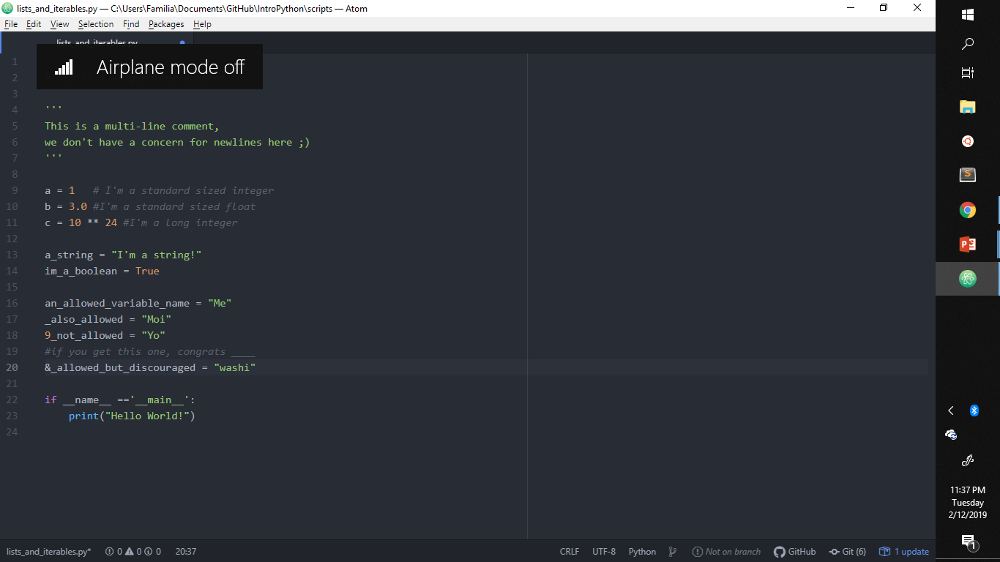 lists_and_iterables.py — C:\Users\Familia\Documents\GitHub\IntroPython\scripts — Atom
File Edit View Selection Find Packages Help
lists_and_iterables.py
Airplane mode off
1
2
3
4 '''
5 This is a multi-line comment,
6 we don't have a concern for newlines here ;)
7 '''
8
9 a = 1   # I'm a standard sized integer
10 b = 3.0 #I'm a standard sized float
11 c = 10 ** 24 #I'm a long integer
12
13 a_string = "I'm a string!"
14 im_a_boolean = True
15
16 an_allowed_variable_name = "Me"
17 _also_allowed = "Moi"
18 9_not_allowed = "Yo"
19 #if you get this one, congrats ____
20 &_allowed_but_discouraged = "washi"
21
22 if __name__ =='__main__':
23     print("Hello World!")
24
lists_and_iterables.py* 0 0 0 20:37 CRLF UTF-8 Python Not on branch GitHub Git (6) 1 update
11:37 PM
Tuesday
2/12/2019
1